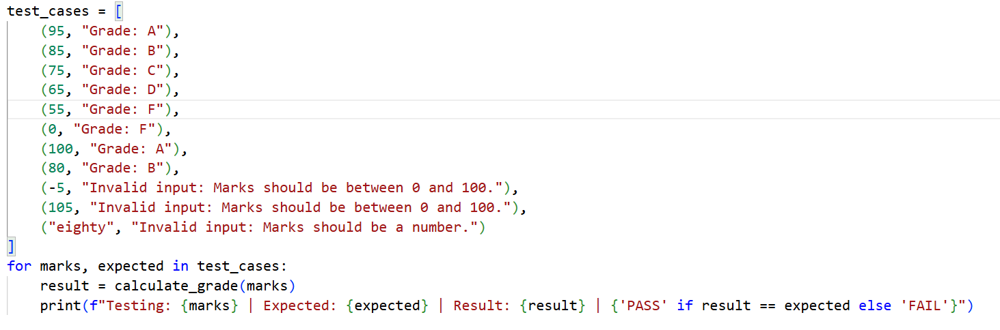 test_cases = [
    (95, "Grade: A"),
    (85, "Grade: B"),
    (75, "Grade: C"),
    (65, "Grade: D"),
    (55, "Grade: F"),
    (0, "Grade: F"),
    (100, "Grade: A"),
    (80, "Grade: B"),
    (-5, "Invalid input: Marks should be between 0 and 100."),
    (105, "Invalid input: Marks should be between 0 and 100."),
    ("eighty", "Invalid input: Marks should be a number.")
]
for marks, expected in test_cases:
    result = calculate_grade(marks)
    print(f"Testing: {marks} | Expected: {expected} | Result: {result} | {'PASS' if result == expected else 'FAIL'}")